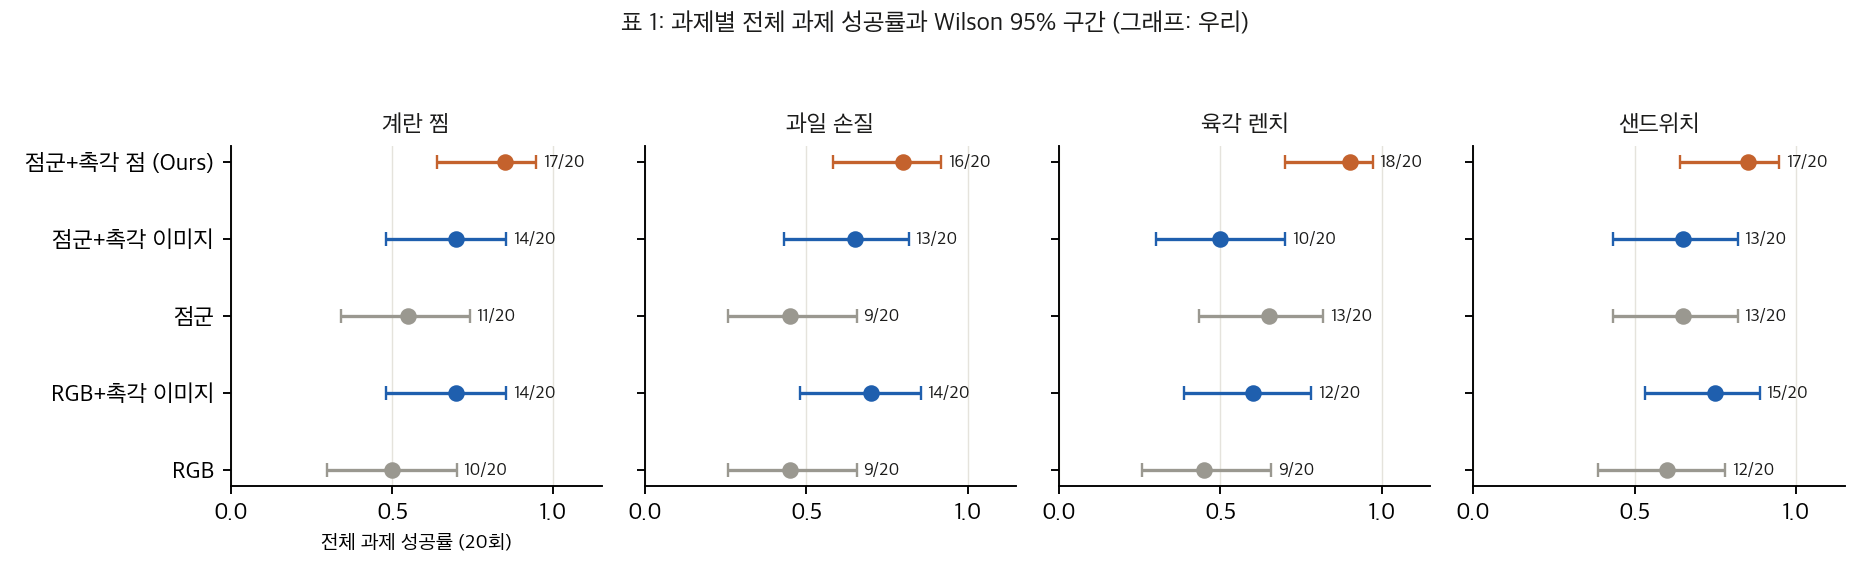 표 1: 과제별 전체 과제 성공률과 Wilson 95% 구간 (그래프: 우리)
계란 찜
과일 손질
육각 렌치
샌드위치
점군+촉각 점 (Ours)
17/20
16/20
18/20
17/20
점군+촉각 이미지
14/20
13/20
10/20
13/20
점군
11/20
9/20
13/20
13/20
RGB+촉각 이미지
14/20
14/20
12/20
15/20
RGB
10/20
9/20
9/20
12/20
0.0 0.5 1.0
0.0 0.5 1.0
0.0 0.5 1.0
0.0 0.5 1.0
전체 과제 성공률 (20회)